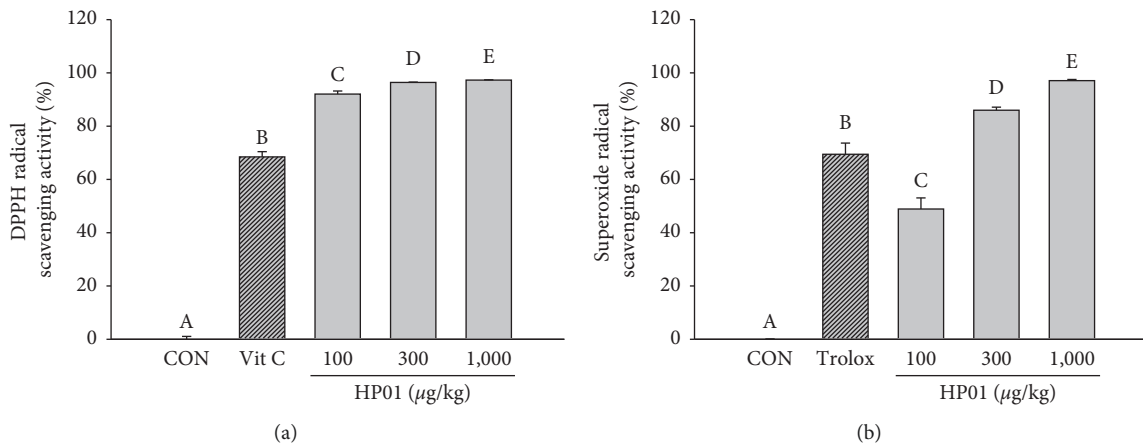 DPPH radical
scavenging activity (%)
120
100
80
60
40
20
0
A
B
C
D
E
CON
Vit C
100
300
1,000
HP01 (μg/kg)
(a)
Superoxide radical
scavenging activity (%)
120
100
80
60
40
20
0
A
B
C
D
E
CON
Trolox
100
300
1,000
HP01 (μg/kg)
(b)